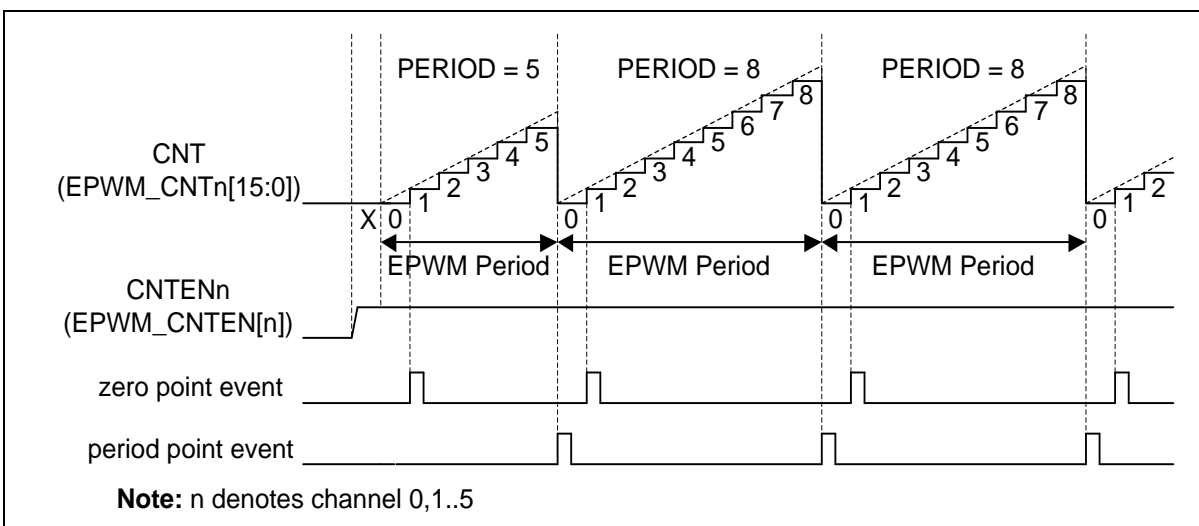 PERIOD = 5 PERIOD = 8 PERIOD = 8
CNT
(EPWM_CNTn[15:0])
X 0 1 2 3 4 5 0 1 2 3 4 5 6 7 8 0 1 2 3 4 5 6 7 8 0 1 2
EPWM Period EPWM Period EPWM Period
CNTENn
(EPWM_CNTEN[n])
zero point event
period point event
Note: n denotes channel 0,1..5